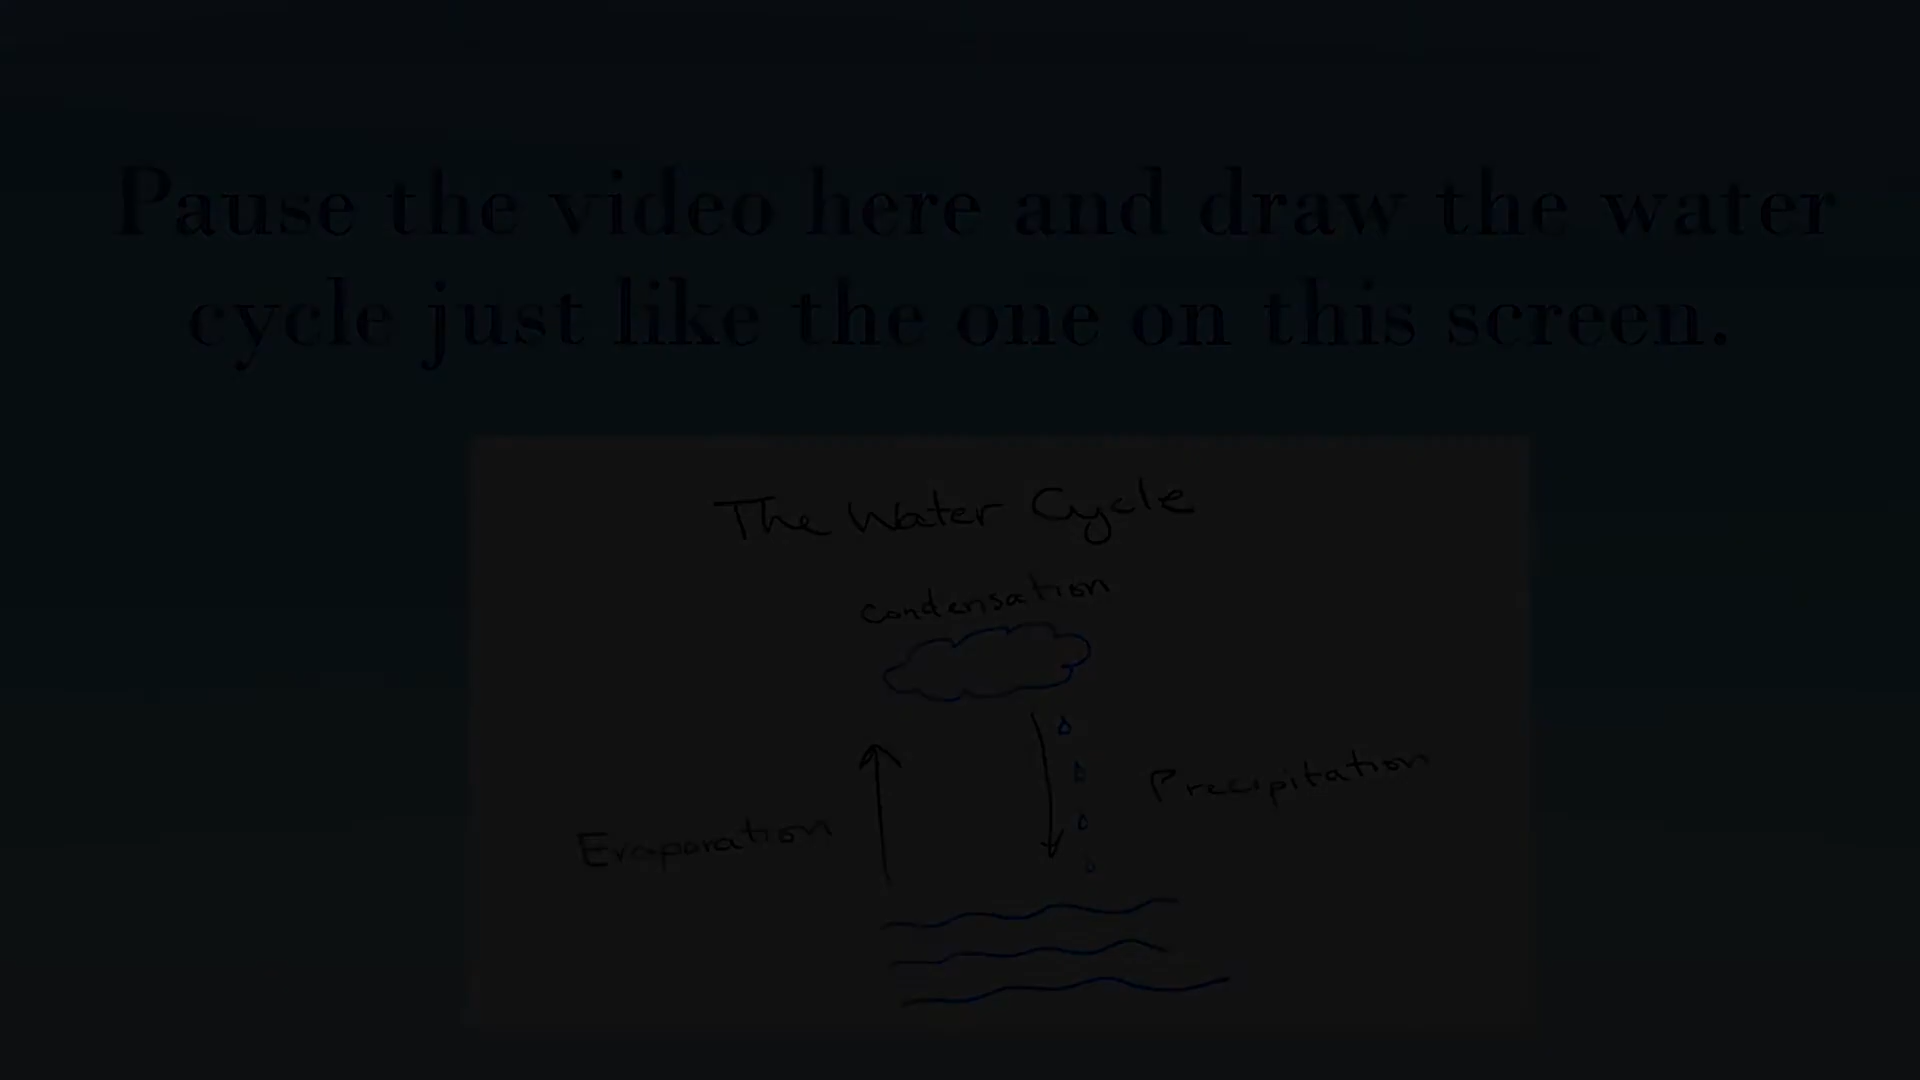 Pause the video here and draw the water
cycle just like the one on this screen.
The Water Cycle
Condensation
Precipitation
Evaporation